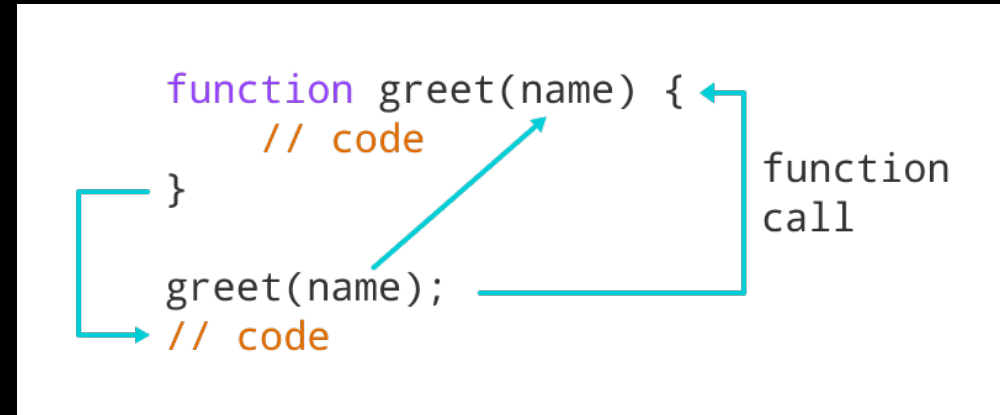 function greet(name) {
// code
}
function
call
greet(name);
// code